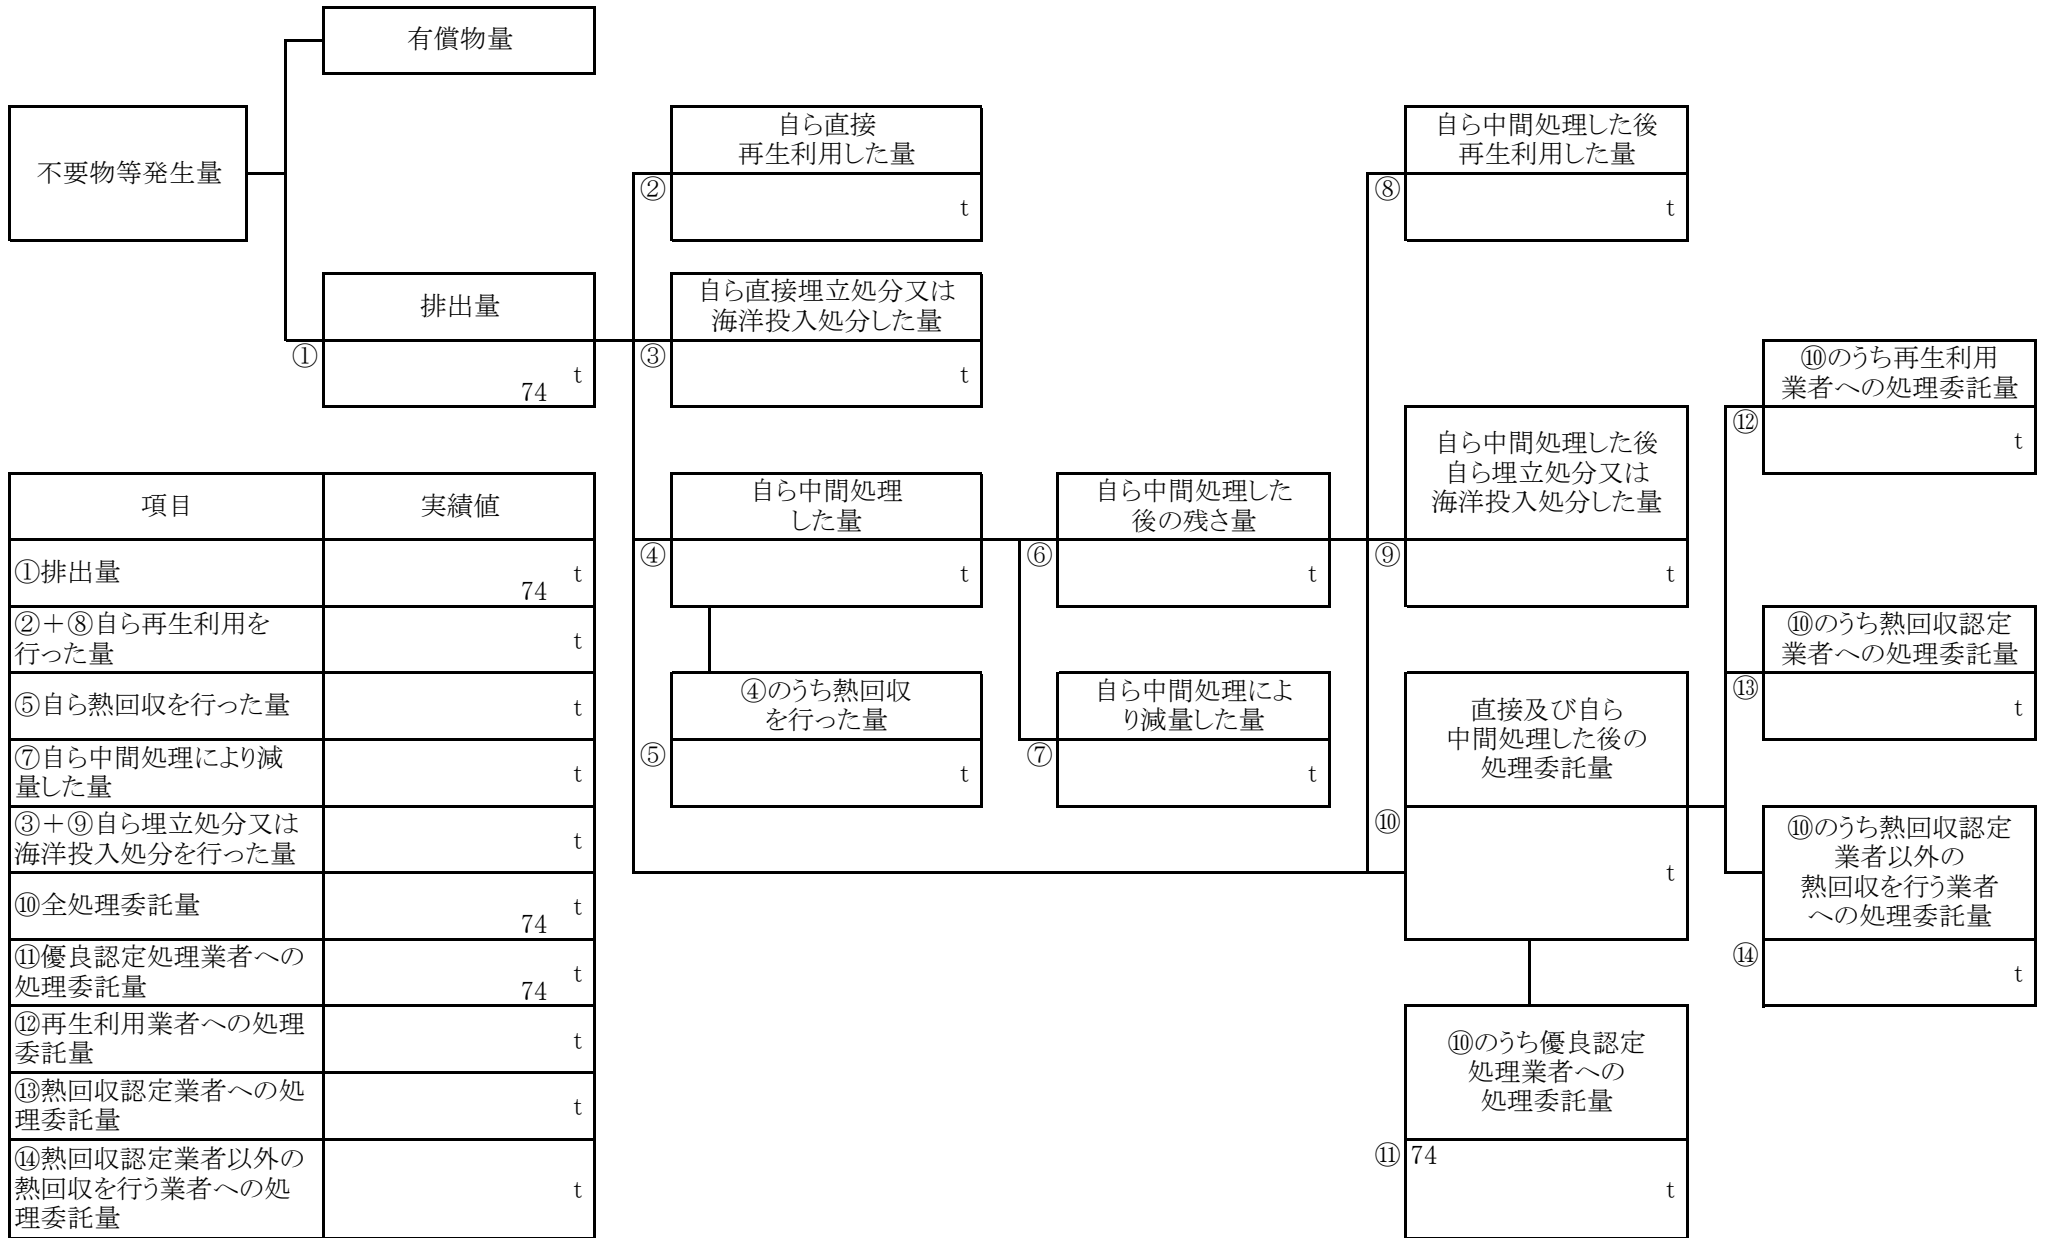 有償物量
不要物等発生量
排出量
①
t
74
自ら直接
再生利用した量
②
t
自ら直接埋立処分又は
海洋投入処分した量
③
t
自ら中間処理
した量
④
t
④のうち熱回収
を行った量
⑤
t
自ら中間処理した
後の残さ量
⑥
t
自ら中間処理によ
り減量した量
⑦
t
自ら中間処理した後
再生利用した量
⑧
t
自ら中間処理した後
自ら埋立処分又は
海洋投入処分した量
⑨
t
直接及び自ら
中間処理した後の
処理委託量
⑩
t
⑩のうち優良認定
処理業者への
処理委託量
⑪
74
t
⑩のうち再生利用
業者への処理委託量
⑫
t
⑩のうち熱回収認定
業者への処理委託量
⑬
t
⑩のうち熱回収認定
業者以外の
熱回収を行う業者
への処理委託量
⑭
t
項目 実績値
①排出量 74 t
②+⑧自ら再生利用を
行った量 t
⑤自ら熱回収を行った量 t
⑦自ら中間処理により減
量した量 t
③+⑨自ら埋立処分又は
海洋投入処分を行った量 t
⑩全処理委託量 74 t
⑪優良認定処理業者への
処理委託量 74 t
⑫再生利用業者への処理
委託量 t
⑬熱回収認定業者への処
理委託量 t
⑭熱回収認定業者以外の
熱回収を行う業者への処
理委託量 t